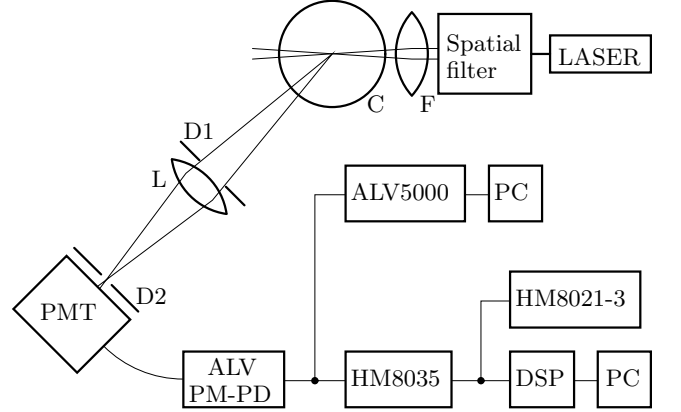 Spatial
filter
LASER
C
F
D1
L
ALV5000
PC
D2
PMT
HM8021-3
ALV
PM-PD
HM8035
DSP
PC